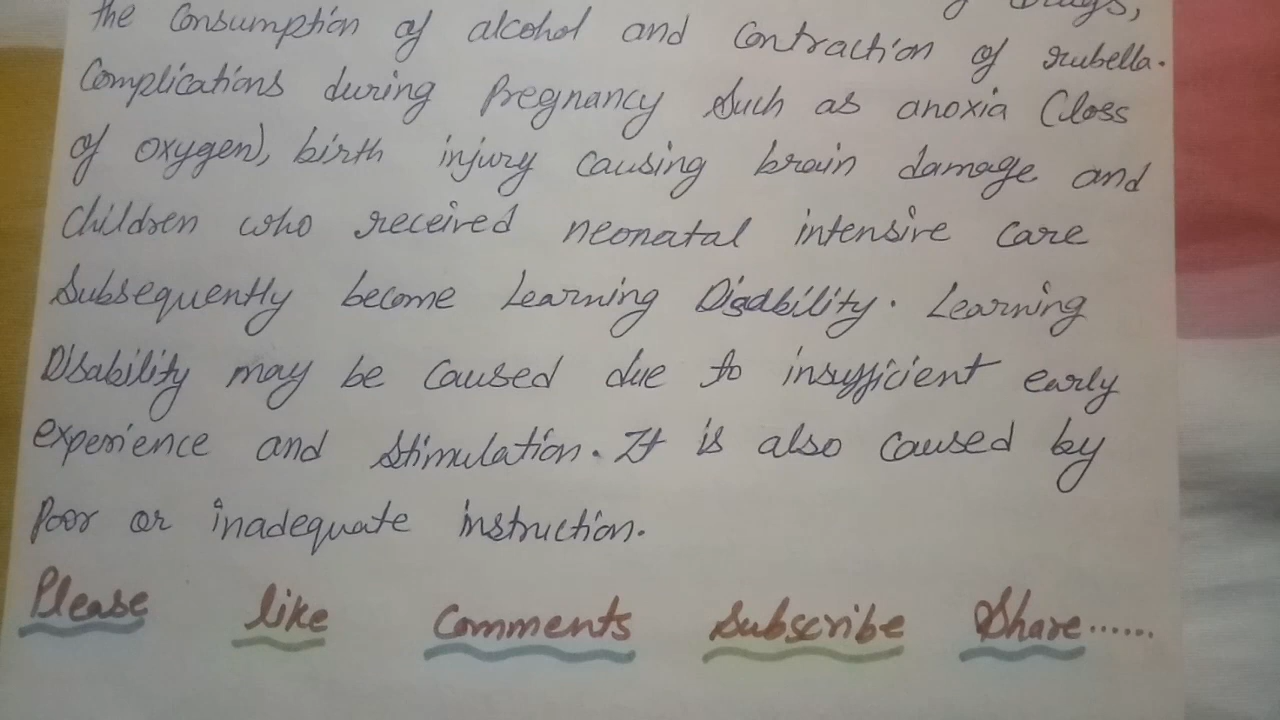 the Consumption of alcohol and Contraction of rubella.
Complications during Pregnancy Such as anoxia (loss
of oxygen), birth injury causing brain damage and
Children who received neonatal intensive care
Subsequently become Learning Disability. Learning
Disability may be caused due to insufficient early
experience and Stimulation. It is also caused by
Poor or inadequate instruction.
Please like Comments Subscribe Share......